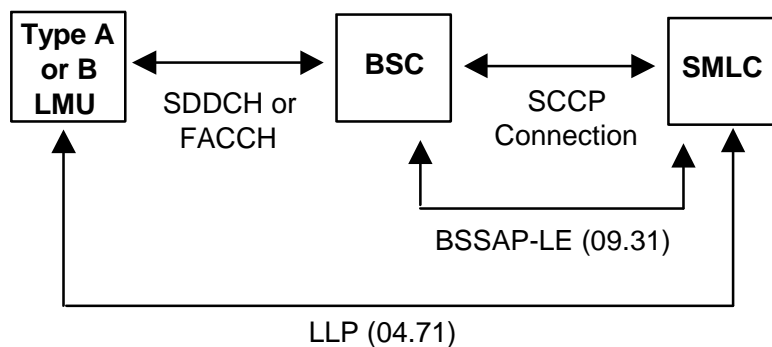 Type A
or B
LMU
BSC
SMLC
SDDCH or
FACCH
SCCP
Connection
BSSAP-LE (09.31)
LLP (04.71)